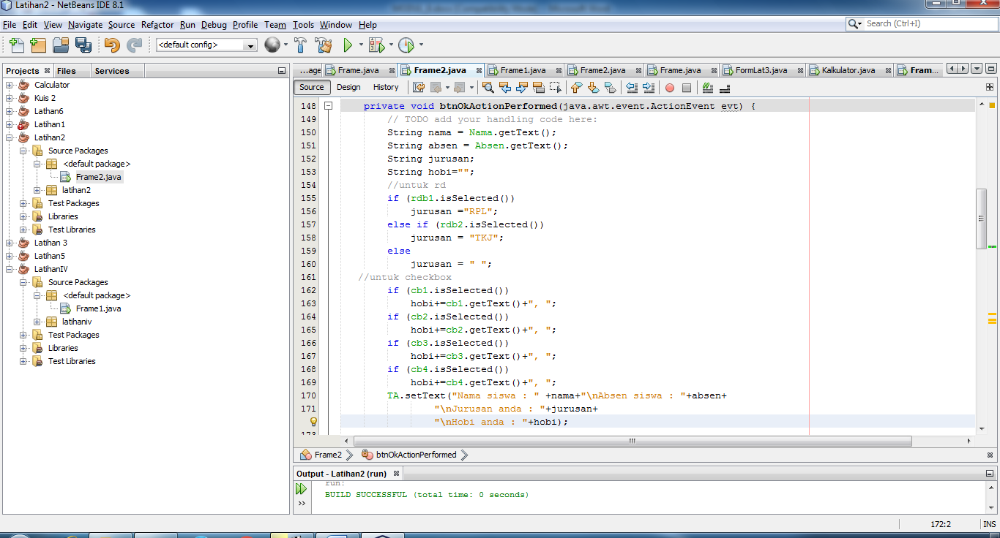 Latihan2 - NetBeans IDE 8.1
File Edit View Navigate Source Refactor Run Debug Profile Team Tools Window Help
Search (Ctrl+I)
<default config>
Projects Files Services
Calculator
Kuis 2
Lathan6
Latihan1
Latihan2
Source Packages
<default package>
Frame2.java
latihan2
Test Packages
Libraries
Test Libraries
Latihan 3
Latihan5
LatihanIV
Source Packages
<default package>
Frame1.java
latihaniv
Test Packages
Libraries
Test Libraries
...age Frame.java Frame2.java Frame1.java Frame2.java Frame.java FormLat3.java Kalkulator.java Fram...
Source Design History
148 private void btnOkActionPerformed(java.awt.event.ActionEvent evt) {
149 // TODO add your handling code here:
150 String nama = Nama.getText();
151 String absen = Absen.getText();
152 String jurusan;
153 String hobi="";
154 //untuk rd
155 if (rdb1.isSelected())
156 jurusan ="RPL";
157 else if (rdb2.isSelected())
158 jurusan = "TKJ";
159 else
160 jurusan = " ";
161 //untuk checkbox
162 if (cb1.isSelected())
163 hobi+=cb1.getText()+", ";
164 if (cb2.isSelected())
165 hobi+=cb2.getText()+", ";
166 if (cb3.isSelected())
167 hobi+=cb3.getText()+", ";
168 if (cb4.isSelected())
169 hobi+=cb4.getText()+", ";
170 TA.setText("Nama siswa : " +nama+"\nAbsen siswa : "+absen+
171 "\nJurusan anda : "+jurusan+
"\nHobi anda : "+hobi);
173
Frame2 btnOkActionPerformed
Output - Latihan2 (run)
run:
BUILD SUCCESSFUL (total time: 0 seconds)
172:2 INS